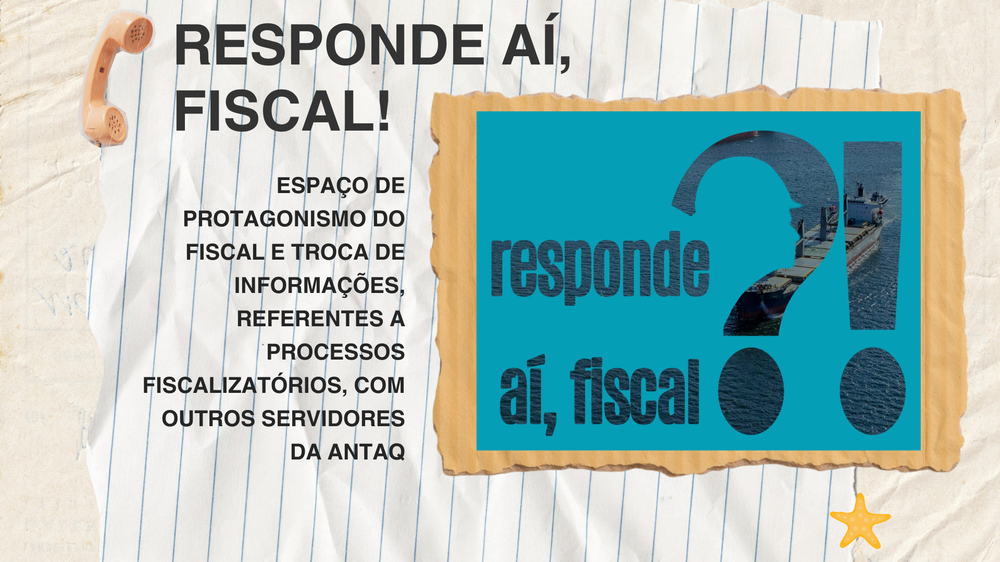 RESPONDE AÍ,
FISCAL!
ESPAÇO DE
PROTAGONISMO DO
FISCAL E TROCA DE
INFORMAÇÕES,
REFERENTES A
PROCESSOS
FISCALIZATÓRIOS, COM
OUTROS SERVIDORES
DA ANTAQ
responde
aí, fiscal
?!